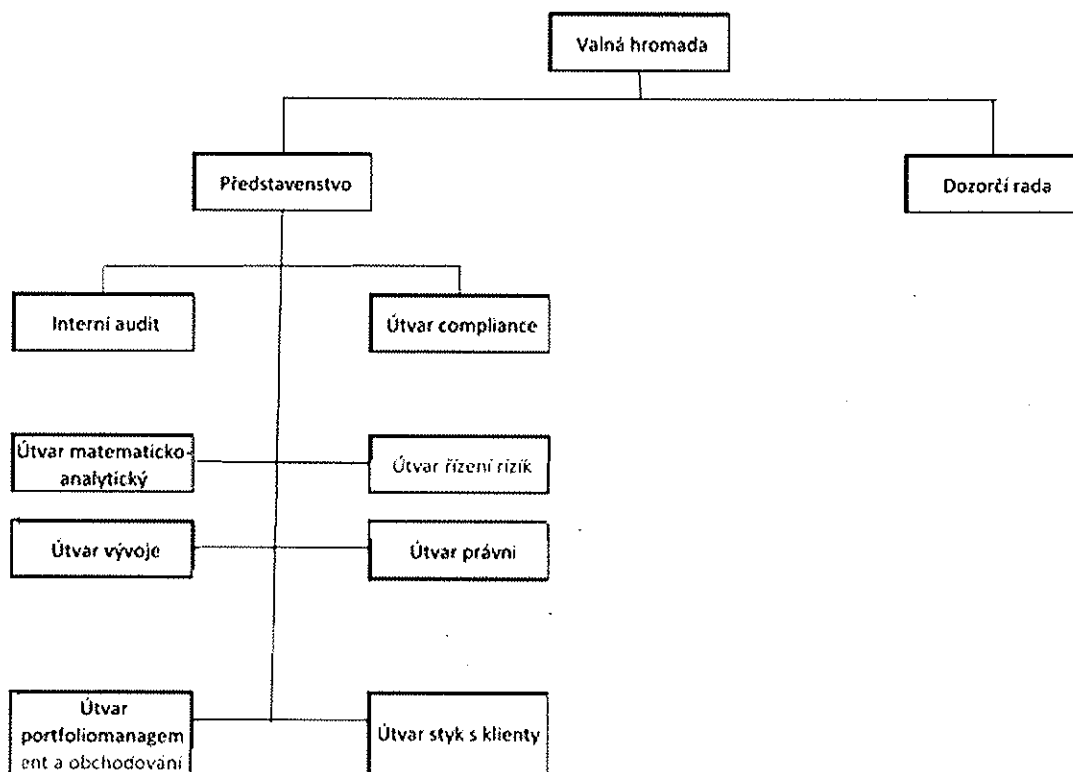 Valná hromada
Představenstvo
Dozorčí rada
Interní audit
Útvar compliance
Útvar matematicko-
analytický
Útvar řízení rizik
Útvar vývoje
Útvar právní
Útvar
portfoliomanagem
ent a obchodování
Útvar styk s klienty